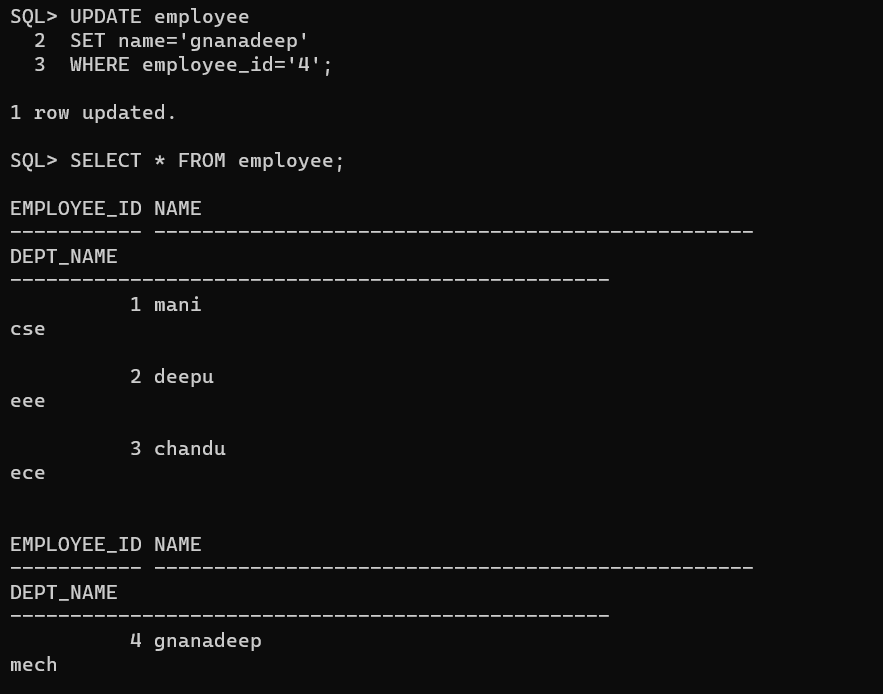 SQL> UPDATE employee
  2  SET name='gnanadeep'
  3  WHERE employee_id='4';
1 row updated.
SQL> SELECT * FROM employee;
EMPLOYEE_ID NAME
----------- --------------------------------------------------
DEPT_NAME
--------------------------------------------------
          1 mani
cse
          2 deepu
eee
          3 chandu
ece
EMPLOYEE_ID NAME
----------- --------------------------------------------------
DEPT_NAME
--------------------------------------------------
          4 gnanadeep
mech